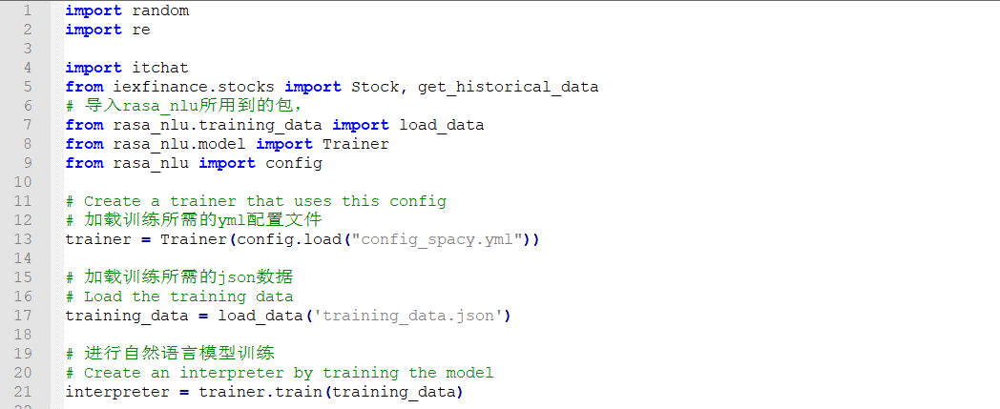 1 import random
2 import re
3
4 import itchat
5 from iexfinance.stocks import Stock, get_historical_data
6 # 导入rasa_nlu所用到的包，
7 from rasa_nlu.training_data import load_data
8 from rasa_nlu.model import Trainer
9 from rasa_nlu import config
10
11 # Create a trainer that uses this config
12 # 加载训练所需的yml配置文件
13 trainer = Trainer(config.load("config_spacy.yml"))
14
15 # 加载训练所需的json数据
16 # Load the training data
17 training_data = load_data('training_data.json')
18
19 # 进行自然语言模型训练
20 # Create an interpreter by training the model
21 interpreter = trainer.train(training_data)